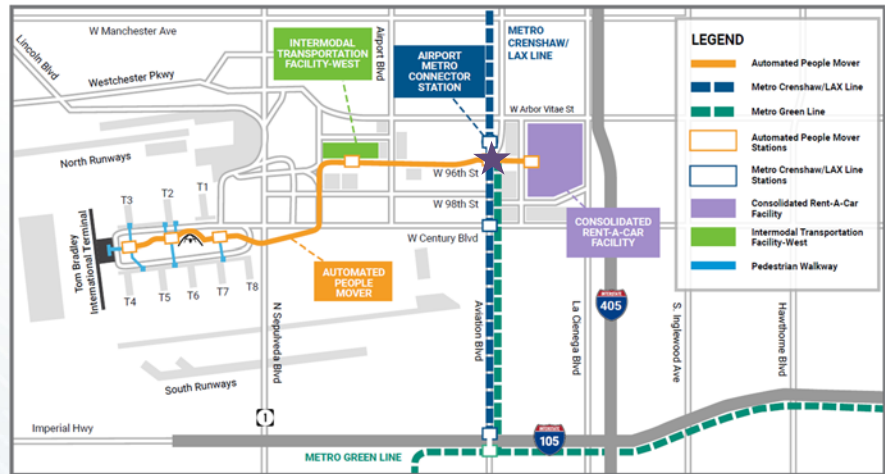 W Manchester Ave
Lincoln Blvd
Westchester Pkwy
INTERMODAL
TRANSPORTATION
FACILITY-WEST
Airport Blvd
AIRPORT
METRO
CONNECTOR
STATION
METRO
CRENSHAW/
LAX LINE
W Arbor Vitae St
North Runways
W 96th St
W 98th St
W Century Blvd
CONSOLIDATED
RENT-A-CAR
FACILITY
T3
T2
T1
Tom Bradley
International Terminal
T4
T5
T6
T7
T8
AUTOMATED
PEOPLE
MOVER
N Sepulveda Blvd
Aviation Blvd
La Cienega Blvd
INTERSTATE
405
S. Inglewood Ave
Hawthorne Blvd
South Runways
1
Imperial Hwy
METRO GREEN LINE
INTERSTATE
105
LEGEND
Automated People Mover
Metro Crenshaw/LAX Line
Metro Green Line
Automated People Mover
Stations
Metro Crenshaw/LAX Line
Stations
Consolidated Rent-A-Car
Facility
Intermodal Transportation
Facility-West
Pedestrian Walkway